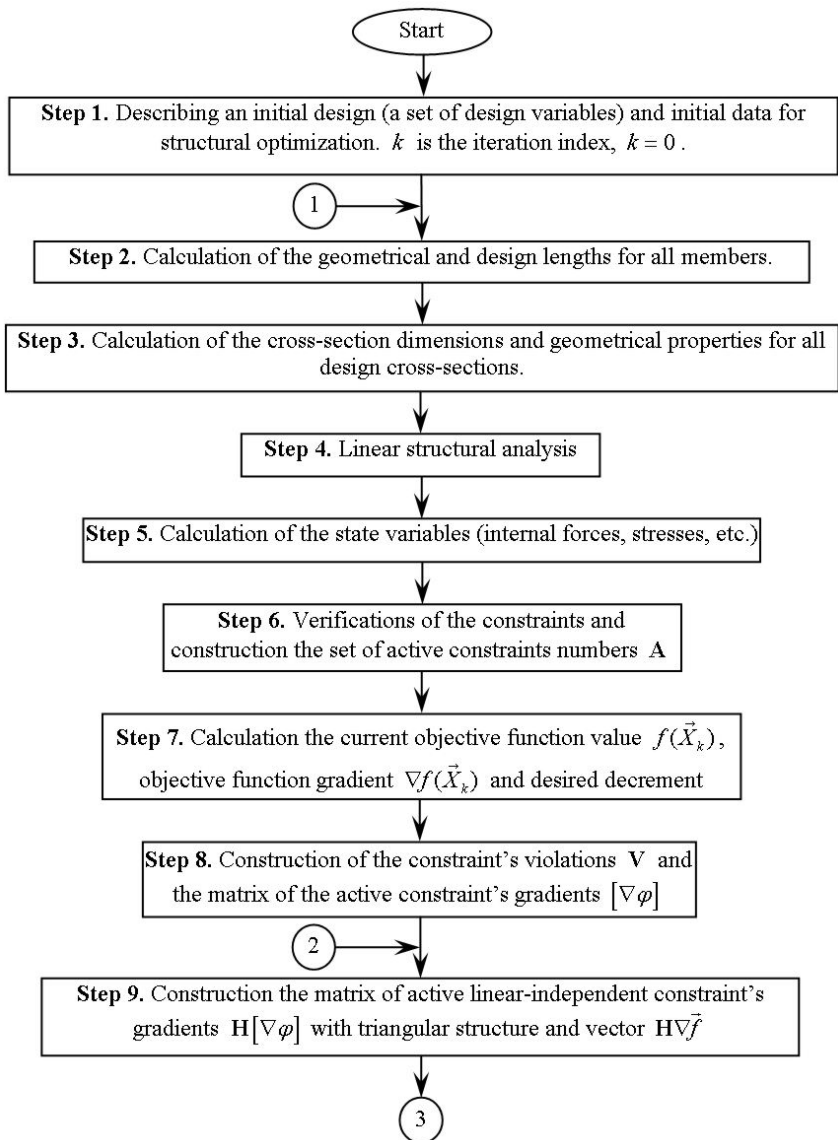 Start
Step 1. Describing an initial design (a set of design variables) and initial data for
structural optimization. k is the iteration index, k = 0 .
1
Step 2. Calculation of the geometrical and design lengths for all members.
Step 3. Calculation of the cross-section dimensions and geometrical properties for all
design cross-sections.
Step 4. Linear structural analysis
Step 5. Calculation of the state variables (internal forces, stresses, etc.)
Step 6. Verifications of the constraints and
construction the set of active constraints numbers A
Step 7. Calculation the current objective function value f(X⃗ₖ) ,
objective function gradient ∇f(X⃗ₖ) and desired decrement
Step 8. Construction of the constraint’s violations V and
the matrix of the active constraint’s gradients [∇φ]
2
Step 9. Construction the matrix of active linear-independent constraint’s
gradients H[∇φ] with triangular structure and vector H∇f⃗
3